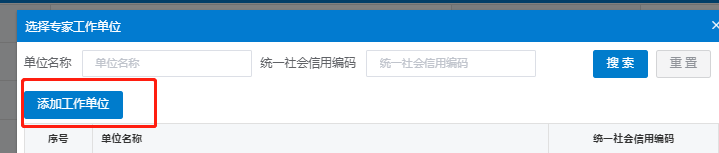 选择专家工作单位
单位名称 单位名称 统一社会信用编码 统一社会信用编码 搜 索 重 置
添加工作单位
序号 单位名称 统一社会信用编码